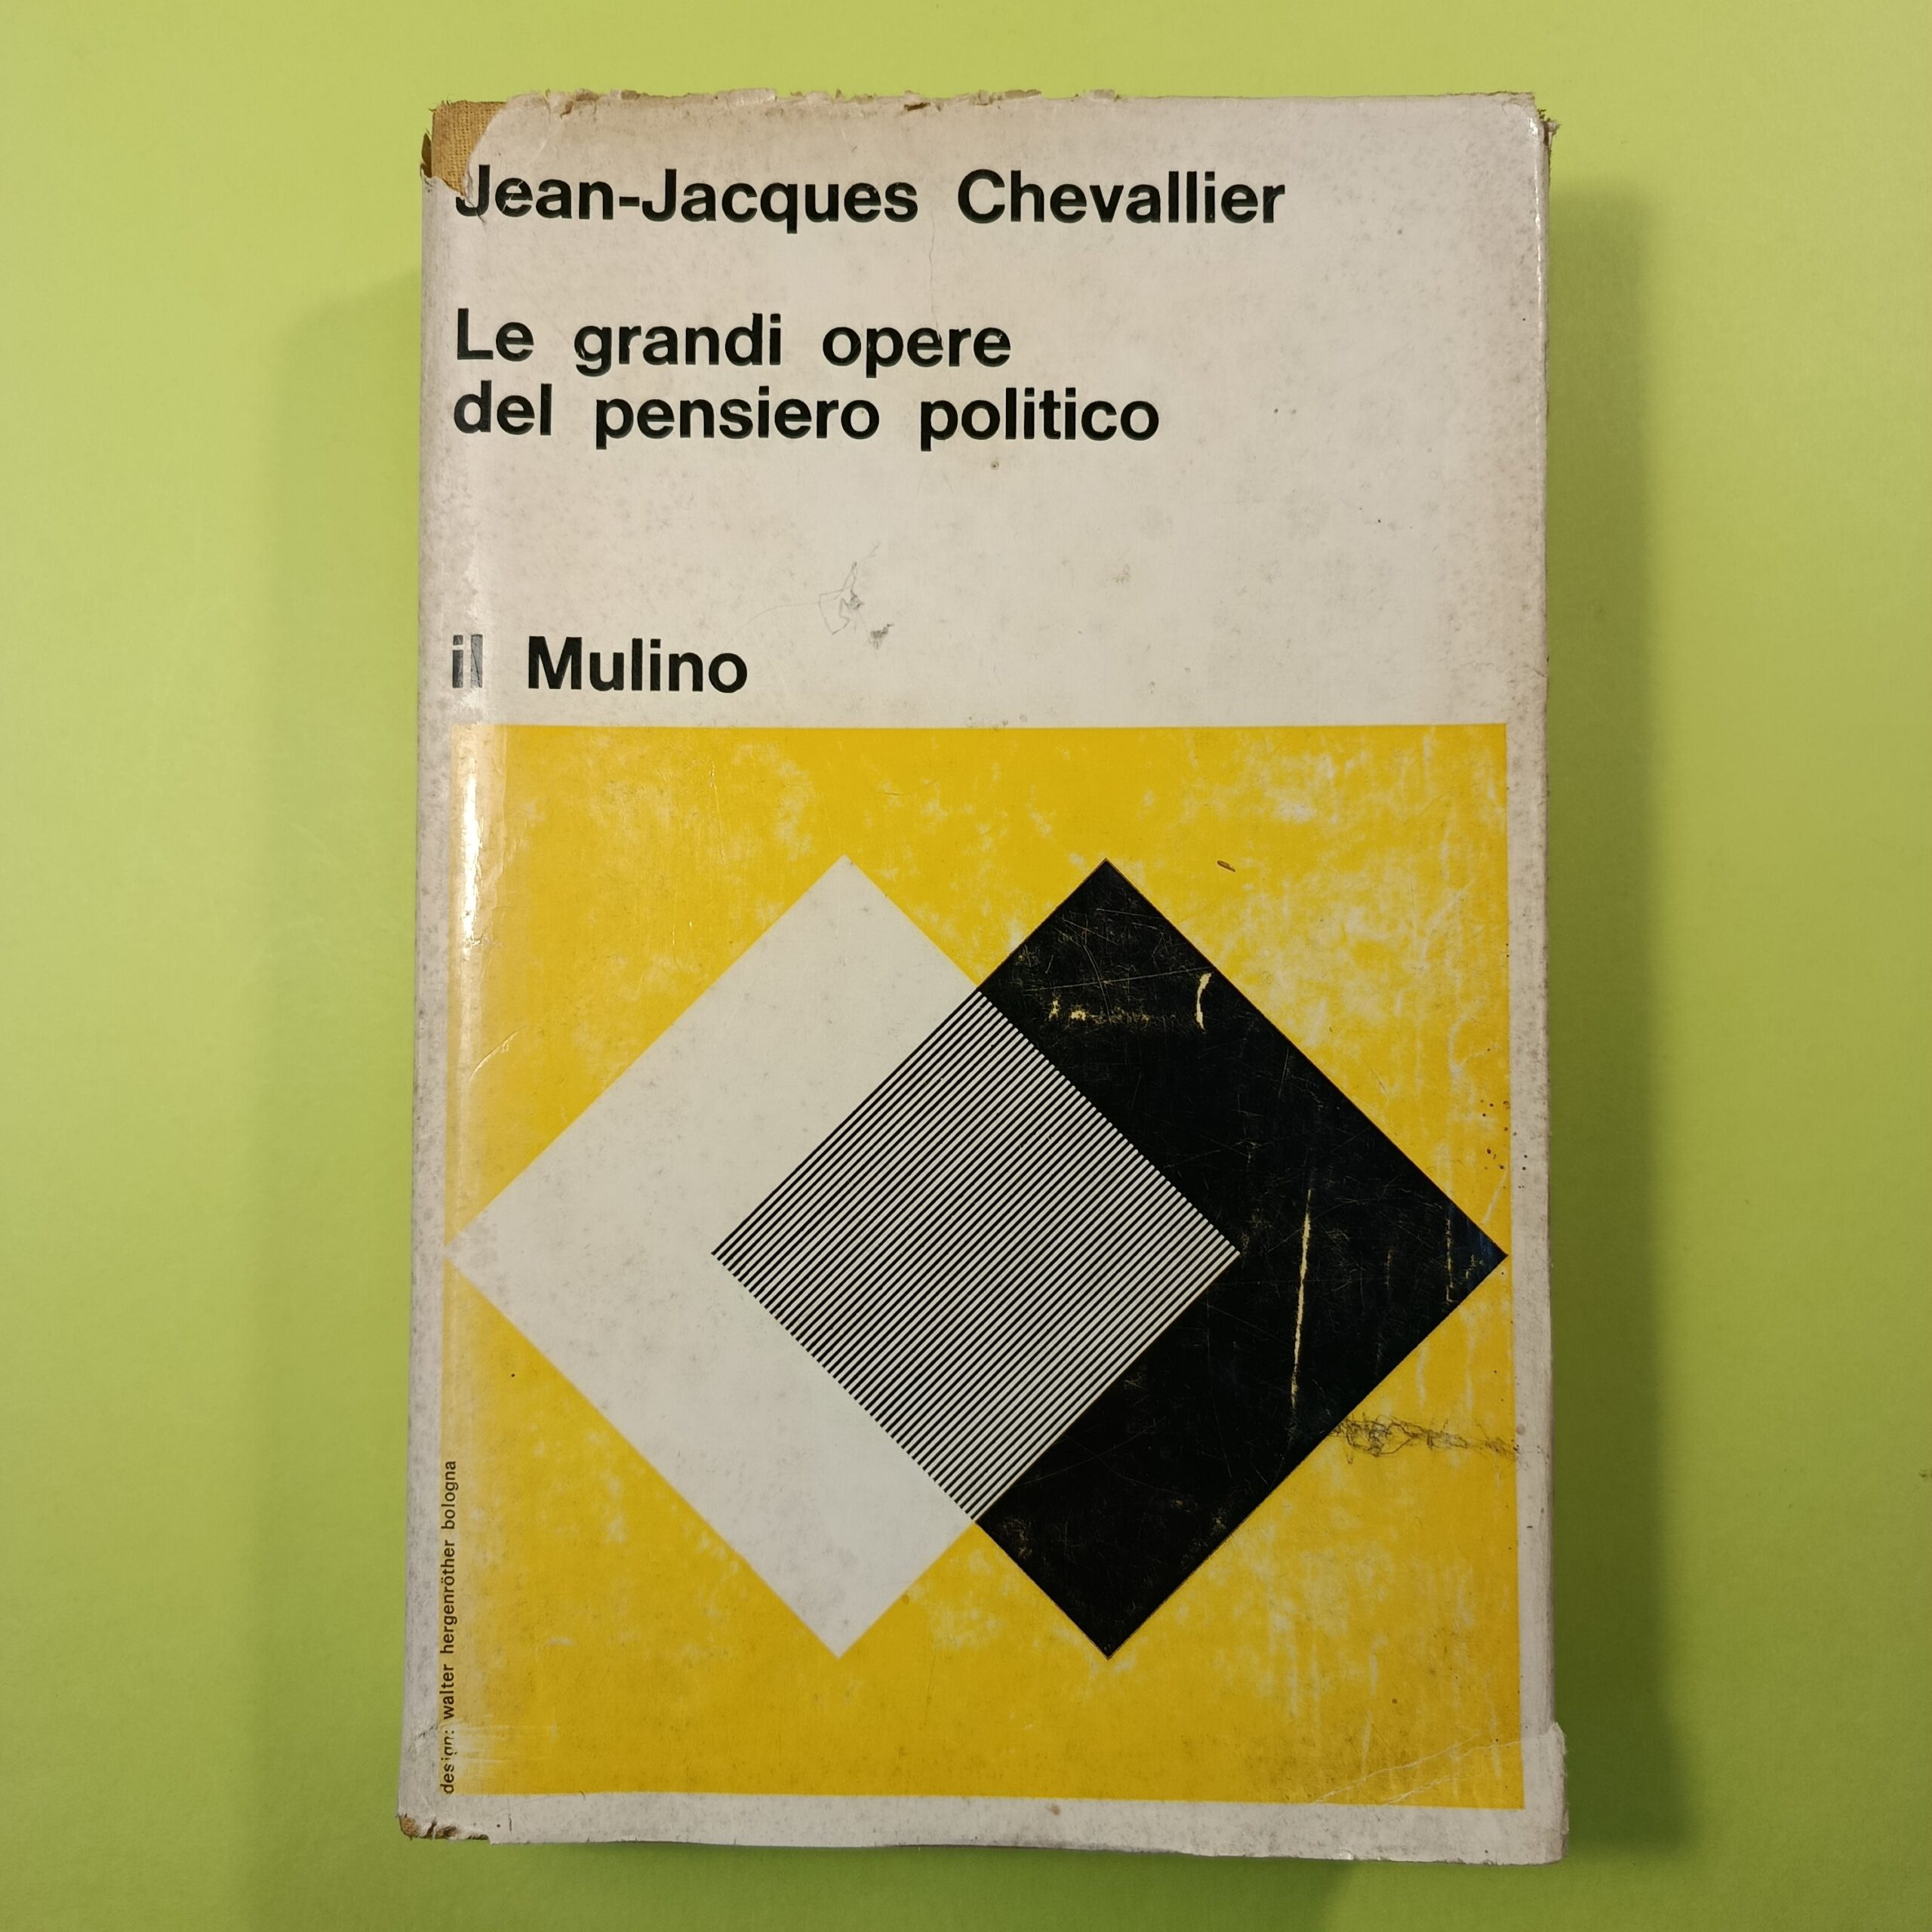 Jean-Jacques Chevallier
Le grandi opere
del pensiero politico
il Mulino
design: walter hergenröther bologna